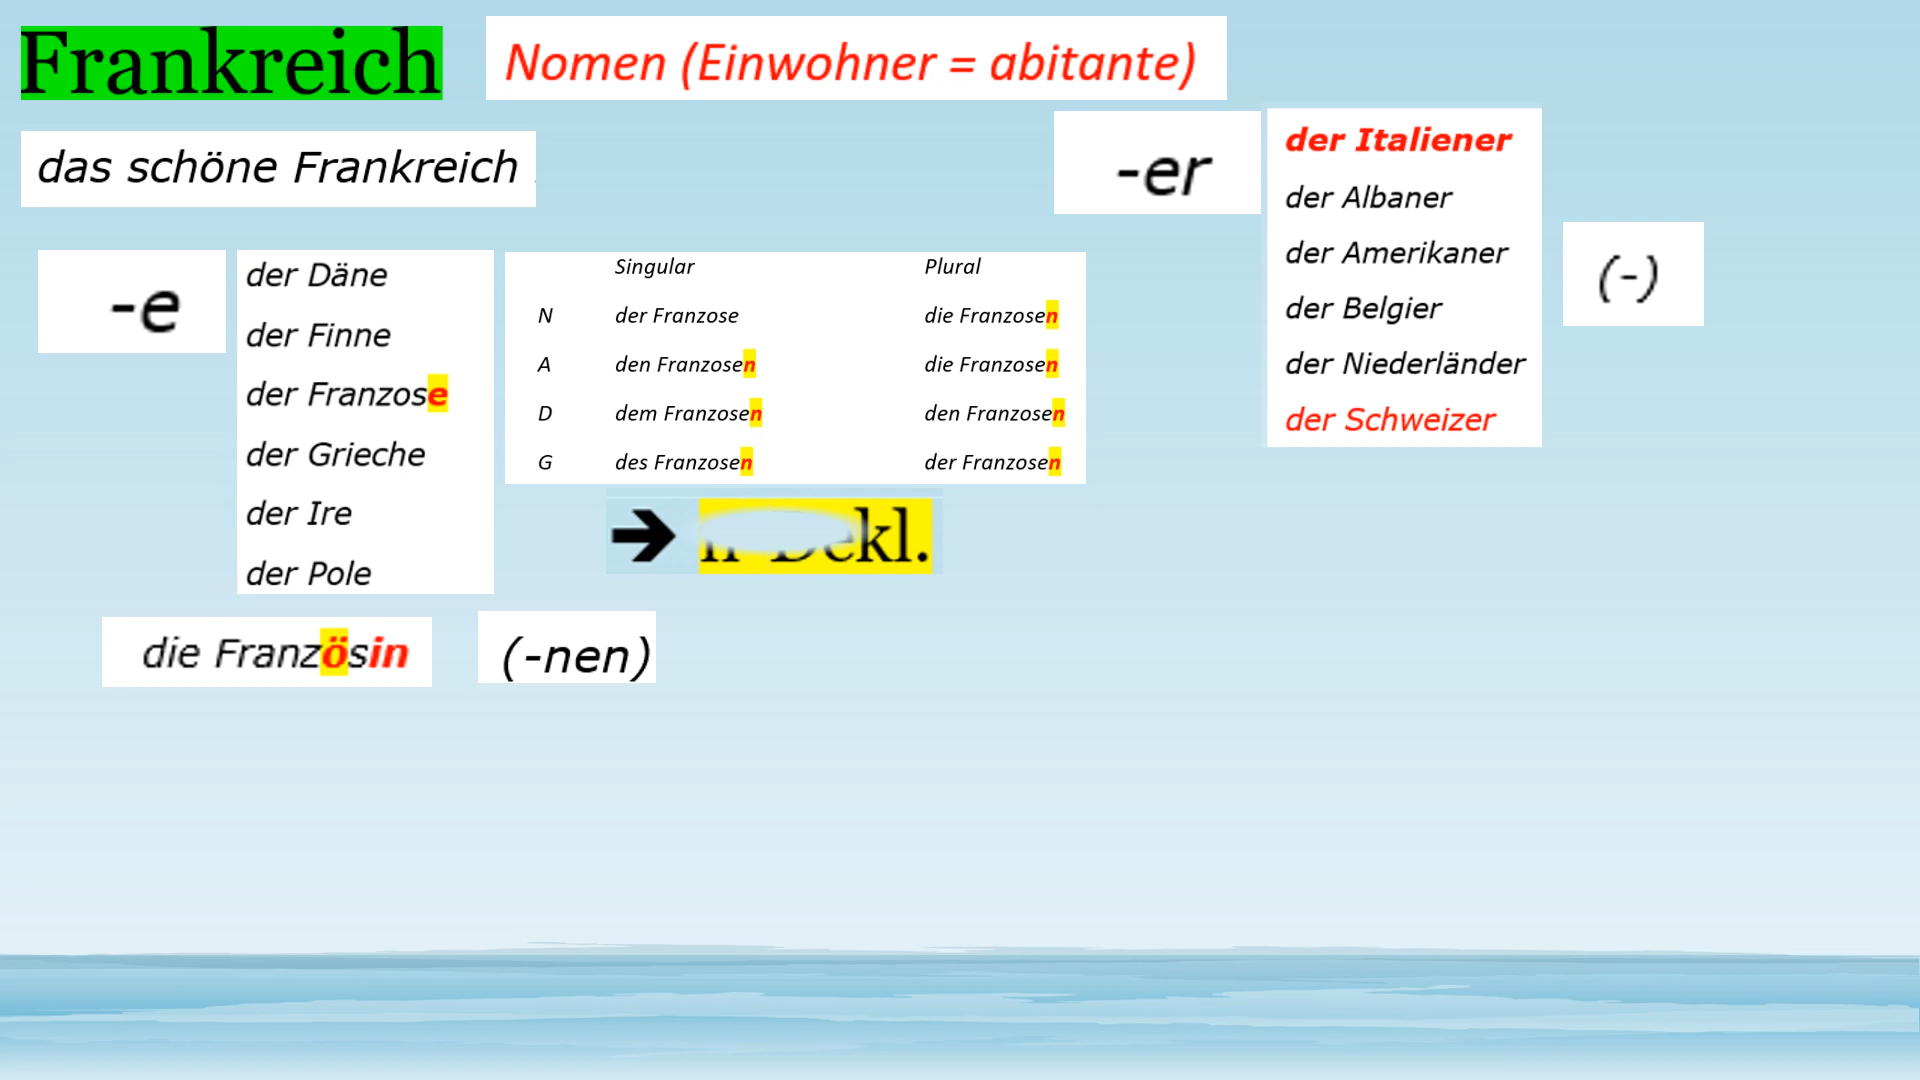 Frankreich
Nomen (Einwohner = abitante)
das schöne Frankreich
-e
der Däne
der Finne
der Franzose
der Grieche
der Ire
der Pole
Singular Plural
N der Franzose die Franzosen
A den Franzosen die Franzosen
D dem Franzosen den Franzosen
G des Franzosen der Franzosen
➔ kl.
die Französin (-nen)
-er
der Italiener
der Albaner
der Amerikaner
der Belgier
der Niederländer
der Schweizer
(-)